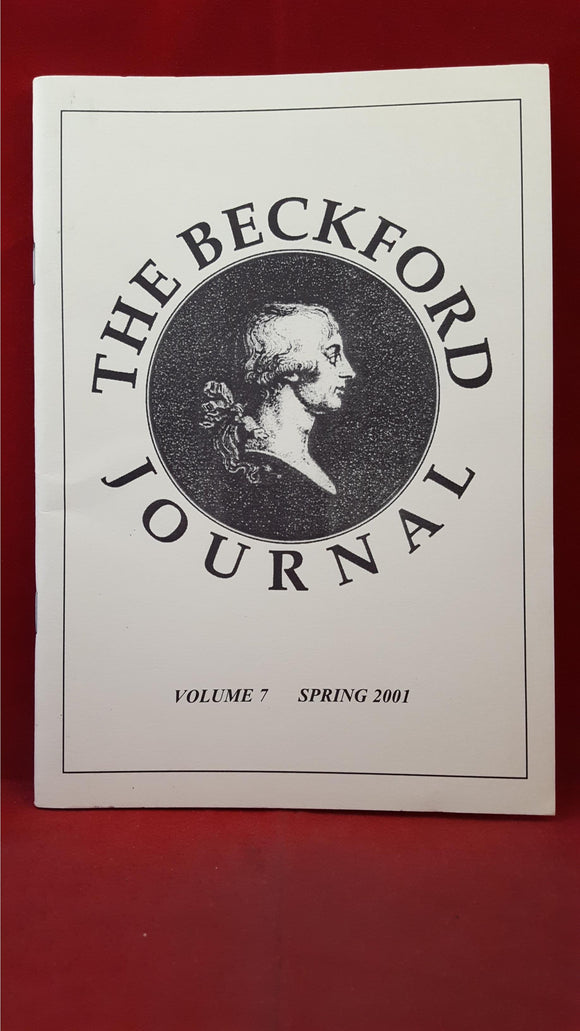 THE BECKFORD
JOURNAL
VOLUME 7 SPRING 2001